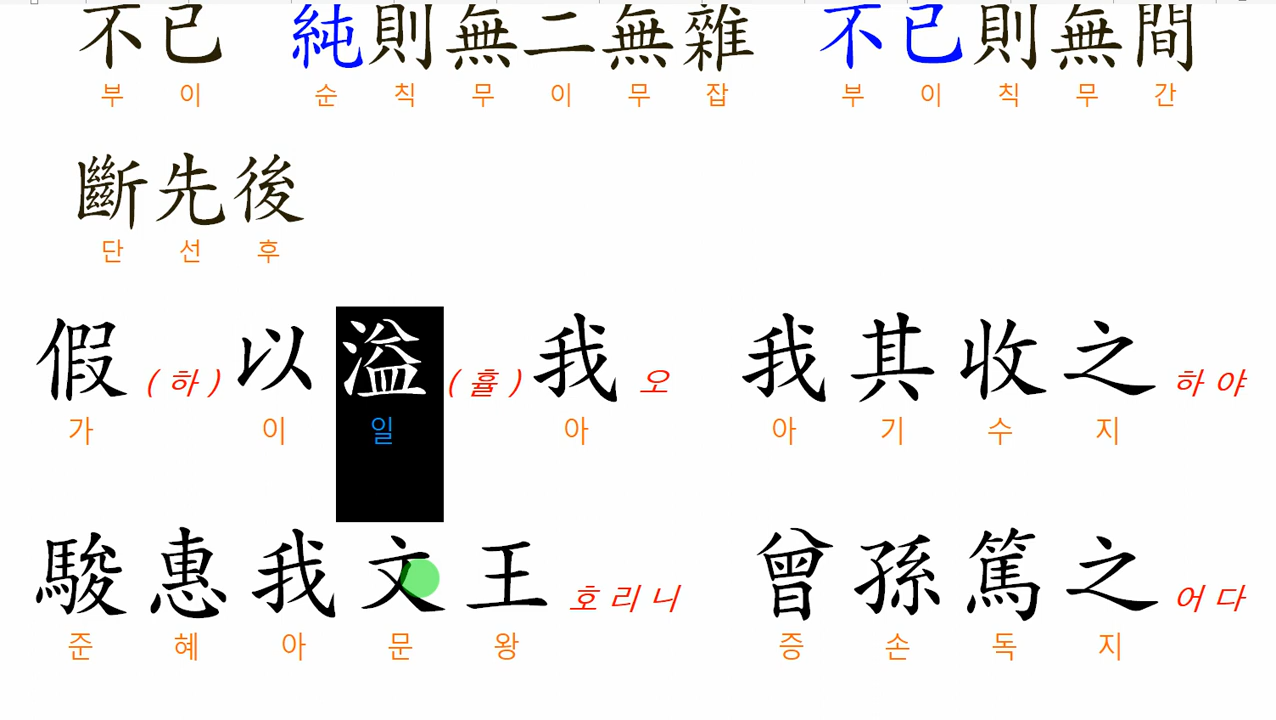 不已 純則無二無雜 不已則無間
부 이 순 칙 무 이 무 잡 부 이 칙 무 간
斷先後
단 선 후
假(하)以溢(휼)我오 我其收之하야
가 이 일 아 아 기 수 지
駿惠我文王호리니 曾孫篤之어다
준 혜 아 문 왕 증 손 독 지